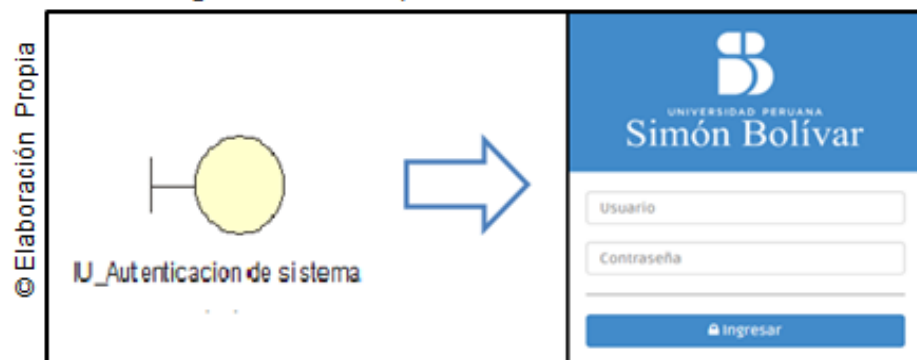 © Elaboración Propia
IU_Autenticacion de sistema
UNIVERSIDAD PERUANA
Simón Bolívar
Usuario
Contraseña
Ingresar